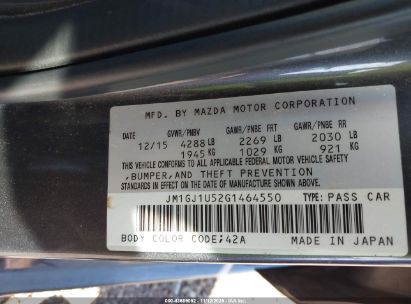 MFD. BY MAZDA MOTOR CORPORATION
GVWR/PNBV GAWR/PNBE FRT GAWR/PNBE RR
12/15 4288 LB 2269 LB 2030 LB
1945 KG 1029 KG 921 KG
THIS VEHICLE CONFORMS TO ALL APPLICABLE FEDERAL MOTOR VEHICLE SAFETY
,BUMPER,AND THEFT PREVENTION
STANDARDS IN EFFECT ON THE DATE OF MANUFACTURE SHOWN ABOVE.
JM1GJ1U52G1464550 TYPE: PASS CAR
BODY COLOR CODE;42A MADE IN JAPAN